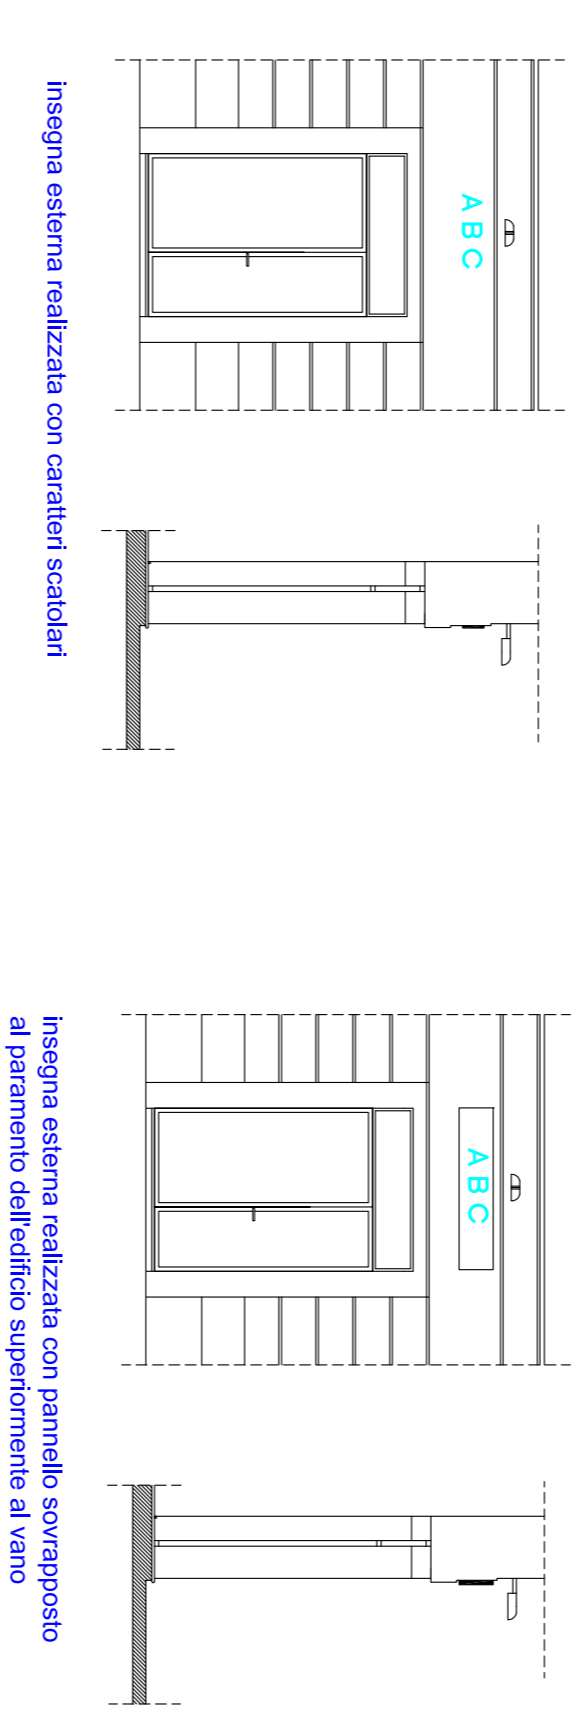 A B C
insegna esterna realizzata con caratteri scatolari
A B C
insegna esterna realizzata con pannello sovrapposto
al paramento dell'edificio superiormente al vano